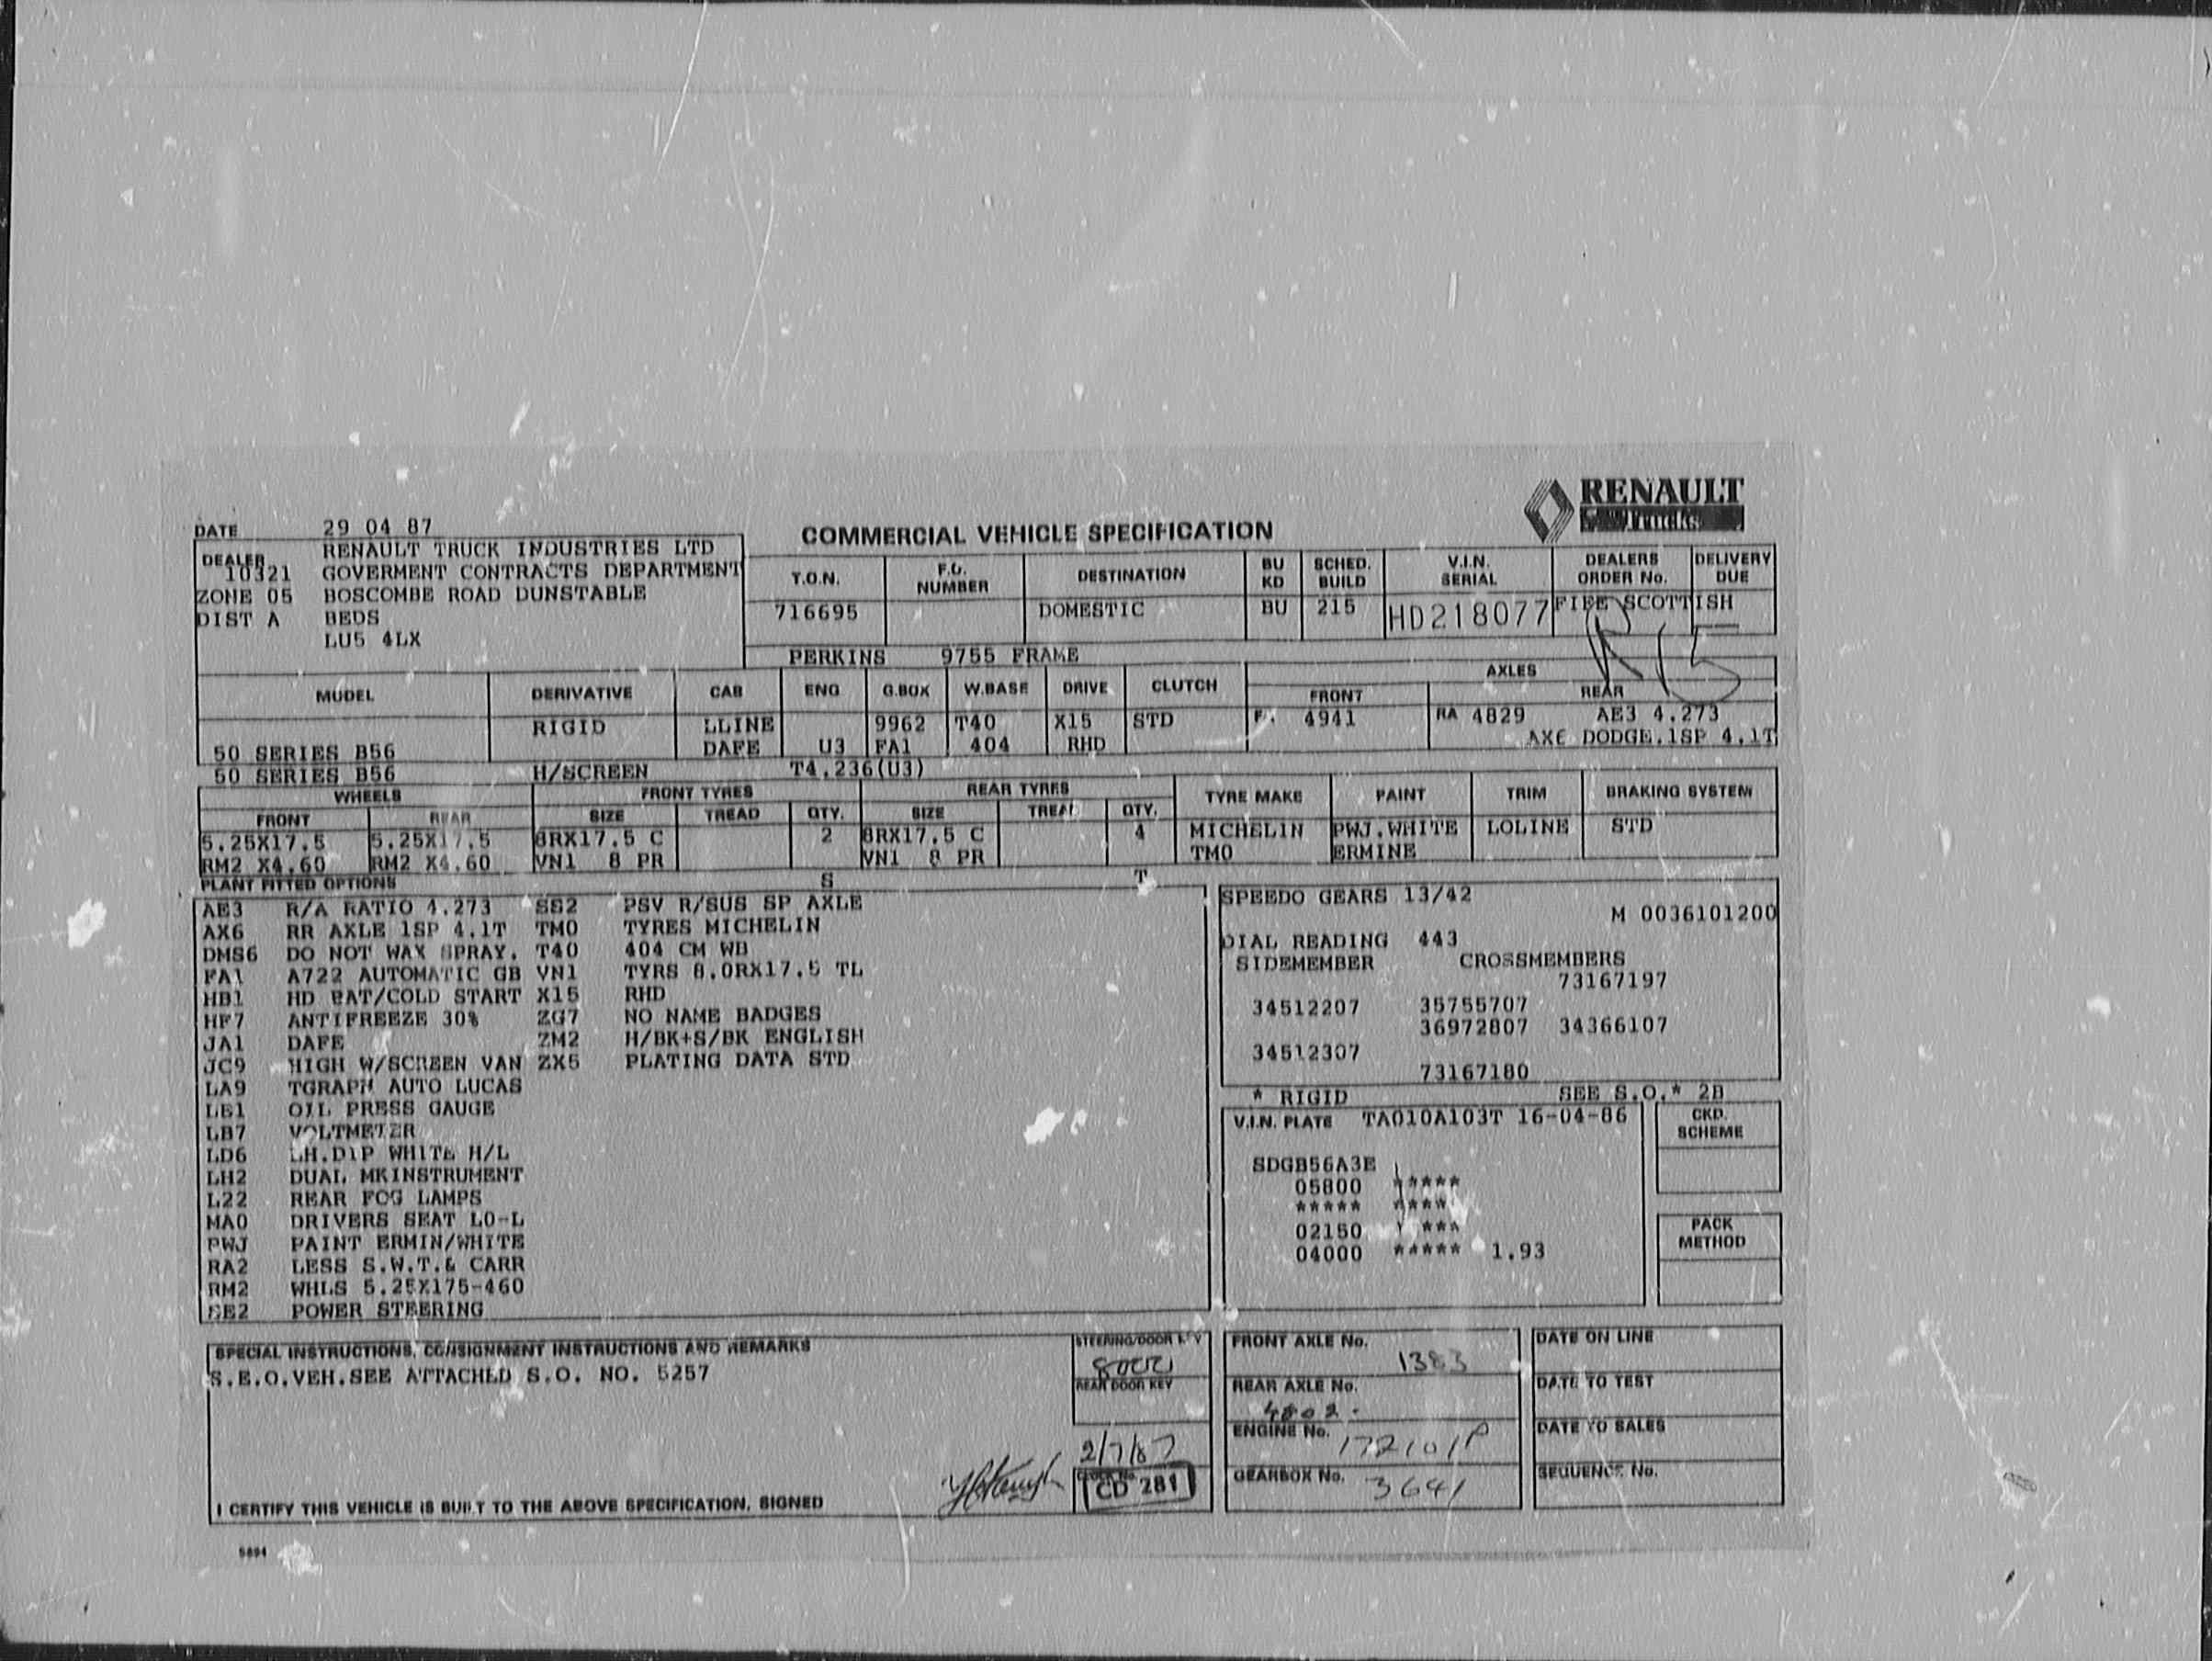 RENAULT
Trucks
DATE 29 04 87
COMMERCIAL VEHICLE SPECIFICATION
DEALER RENAULT TRUCK INDUSTRIES LTD
10321 GOVERMENT CONTRACTS DEPARTMENT
ZONE 05 BOSCOMBE ROAD DUNSTABLE
DIST A BEDS
LU5 4LX
T.O.N. F.O. NUMBER DESTINATION BU KD SCHED. BUILD V.I.N. SERIAL DEALERS ORDER No. DELIVERY DUE
716695 DOMESTIC BU 215 HD218077 SCOTTISH
PERKINS 9755 FRAME
MODEL DERIVATIVE CAB ENG G.BOX W.BASE DRIVE CLUTCH AXLES
FRONT REAR
RIGID LLINE 9962 T40 X15 STD 4941 RA 4829 AE3 4.273
50 SERIES B56 DAFE U3 FA1 404 RHD DODGE.1SP 4.1T
50 SERIES B56 H/SCREEN T4.236(U3)
WHEELS FRONT TYRES REAR TYRES TYRE MAKE PAINT TRIM BRAKING SYSTEM
FRONT REAR SIZE TREAD QTY. SIZE TREAD QTY.
5.25X17.5 5.25X17.5 8RX17.5 C 2 8RX17.5 C 4 MICHELIN PWJ.WHITE LOLINE STD
RM2 X4.60 RM2 X4.60 VN1 8 PR VN1 8 PR TM0 ERMINE
PLANT FITTED OPTIONS S T
AE3 R/A RATIO 4.273 SS2 PSV R/SUS SP AXLE
AX6 RR AXLE 1SP 4.1T TM0 TYRES MICHELIN
DMS6 DO NOT WAX SPRAY. T40 404 CM WB
FA1 A722 AUTOMATIC GB VN1 TYRS 8.0RX17.5 TL
HB1 HD BAT/COLD START X15 RHD
HF7 ANTIFREEZE 30% ZG7 NO NAME BADGES
JA1 DAFE ZM2 H/BK+S/BK ENGLISH
JC9 HIGH W/SCREEN VAN ZX5 PLATING DATA STD
LA9 TGRAPH AUTO LUCAS
LB1 OIL PRESS GAUGE
LB7 VOLTMETER
LD6 LH.DIP WHITE H/L
LH2 DUAL MKINSTRUMENT
L22 REAR FOG LAMPS
MA0 DRIVERS SEAT LO-L
PWJ PAINT ERMIN/WHITE
RA2 LESS S.W.T.& CARR
RM2 WHLS 5.25X175-460
SE2 POWER STEERING
SPEEDO GEARS 13/42
M 0036101200
DIAL READING 443
SIDEMEMBER CROSSMEMBERS
73167197
34512207 35755707
36972807 34366107
34512307
73167180
* RIGID SEE S.O.* 2B
V.I.N. PLATE TA010A103T 16-04-86
CKD. SCHEME
SDGB56A3E
05800 *****
***** ****
02150 ***
04000 ***** 1.93
PACK METHOD
SPECIAL INSTRUCTIONS, CONSIGNMENT INSTRUCTIONS AND REMARKS
S.E.O.VEH.SEE ATTACHED S.O. NO. 5257
STEERING/DOOR KEY
REAR DOOR KEY
2/7/87
CD 281
I CERTIFY THIS VEHICLE IS BUILT TO THE ABOVE SPECIFICATION, SIGNED
FRONT AXLE No. 1383
REAR AXLE No. 4802.
ENGINE No. 172101P
GEARBOX No. 3641
DATE ON LINE
DATE TO TEST
DATE TO SALES
SEQUENCE No.
5894